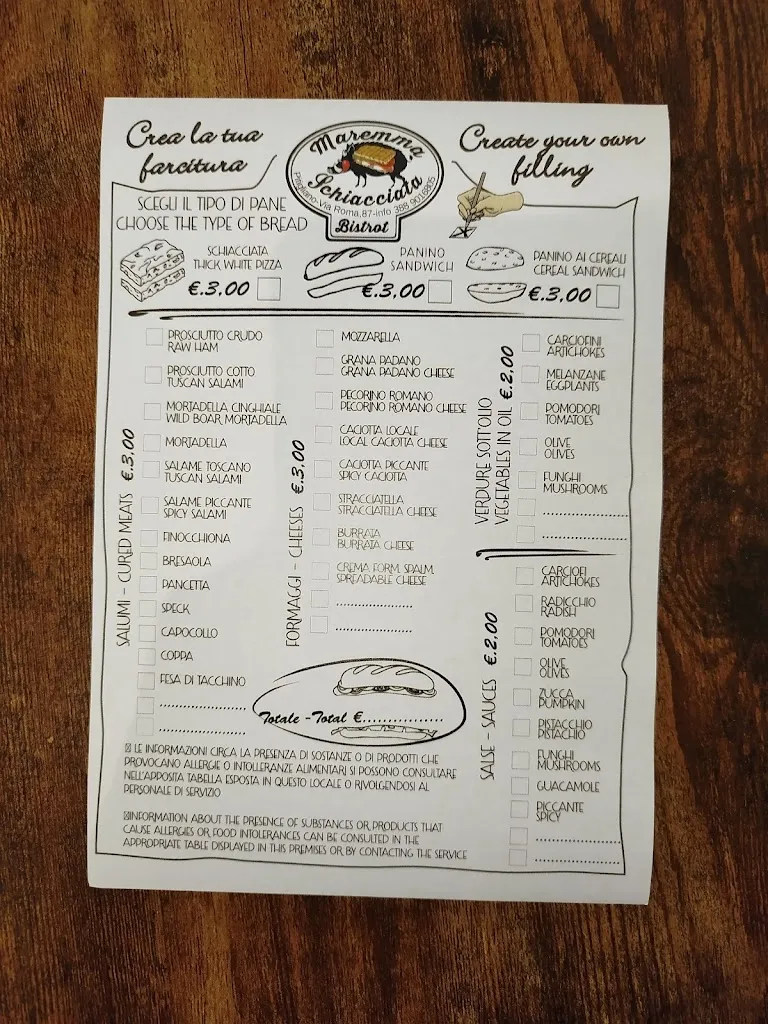 Crea la tua
farcitura
Maremma
Schiacciata
Pitigliano-via Roma,87-info 388 9016805
Bistrot
Create your own
filling
SCEGLI IL TIPO DI PANE
CHOOSE THE TYPE OF BREAD
SCHIACCIATA
THICK WHITE PIZZA
€.3,00
PANINO
SANDWICH
€.3,00
PANINO AI CEREALI
CEREAL SANDWICH
€.3,00
SALUMI - CURED MEATS €.3,00
PROSCIUTTO CRUDO
RAW HAM
PROSCIUTTO COTTO
TUSCAN SALAMI
MORTADELLA CINGHIALE
WILD BOAR MORTADELLA
MORTADELLA
SALAME TOSCANO
TUSCAN SALAMI
SALAME PICCANTE
SPICY SALAMI
FINOCCHIONA
BRESAOLA
PANCETTA
SPECK
CAPOCOLLO
COPPA
FESA DI TACCHINO
FORMAGGI - CHEESES €.3,00
MOZZARELLA
GRANA PADANO
GRANA PADANO CHEESE
PECORINO ROMANO
PECORINO ROMANO CHEESE
CACIOTTA LOCALE
LOCAL CACIOTTA CHEESE
CACIOTTA PICCANTE
SPICY CACIOTTA
STRACCIATELLA
STRACCIATELLA CHEESE
BURRATA
BURRATA CHEESE
CREMA FORM. SPALM.
SPREADABLE CHEESE
VERDURE SOTT'OLIO
VEGETABLES IN OIL €.2,00
CARCIOFINI
ARTICHOKES
MELANZANE
EGGPLANTS
POMODORI
TOMATOES
OLIVE
OLIVES
FUNGHI
MUSHROOMS
SALSE - SAUCES €.2.00
CARCIOFI
ARTICHOKES
RADICCHIO
RADISH
POMODORI
TOMATOES
OLIVE
OLIVES
ZUCCA
PUMPKIN
PISTACCHIO
PISTACHIO
FUNGHI
MUSHROOMS
GUACAMOLE
PICCANTE
SPICY
Totale -Total €.................
LE INFORMAZIONI CIRCA LA PRESENZA DI SOSTANZE O DI PRODOTTI CHE
PROVOCANO ALLERGIE O INTOLLERANZE ALIMENTARI SI POSSONO CONSULTARE
NELL'APPOSITA TABELLA ESPOSTA IN QUESTO LOCALE O RIVOLGENDOSI AL
PERSONALE DI SERVIZIO
INFORMATION ABOUT THE PRESENCE OF SUBSTANCES OR PRODUCTS THAT
CAUSE ALLERGIES OR FOOD INTOLERANCES CAN BE CONSULTED IN THE
APPROPRIATE TABLE DISPLAYED IN THIS PREMISES OR BY CONTACTING THE SERVICE